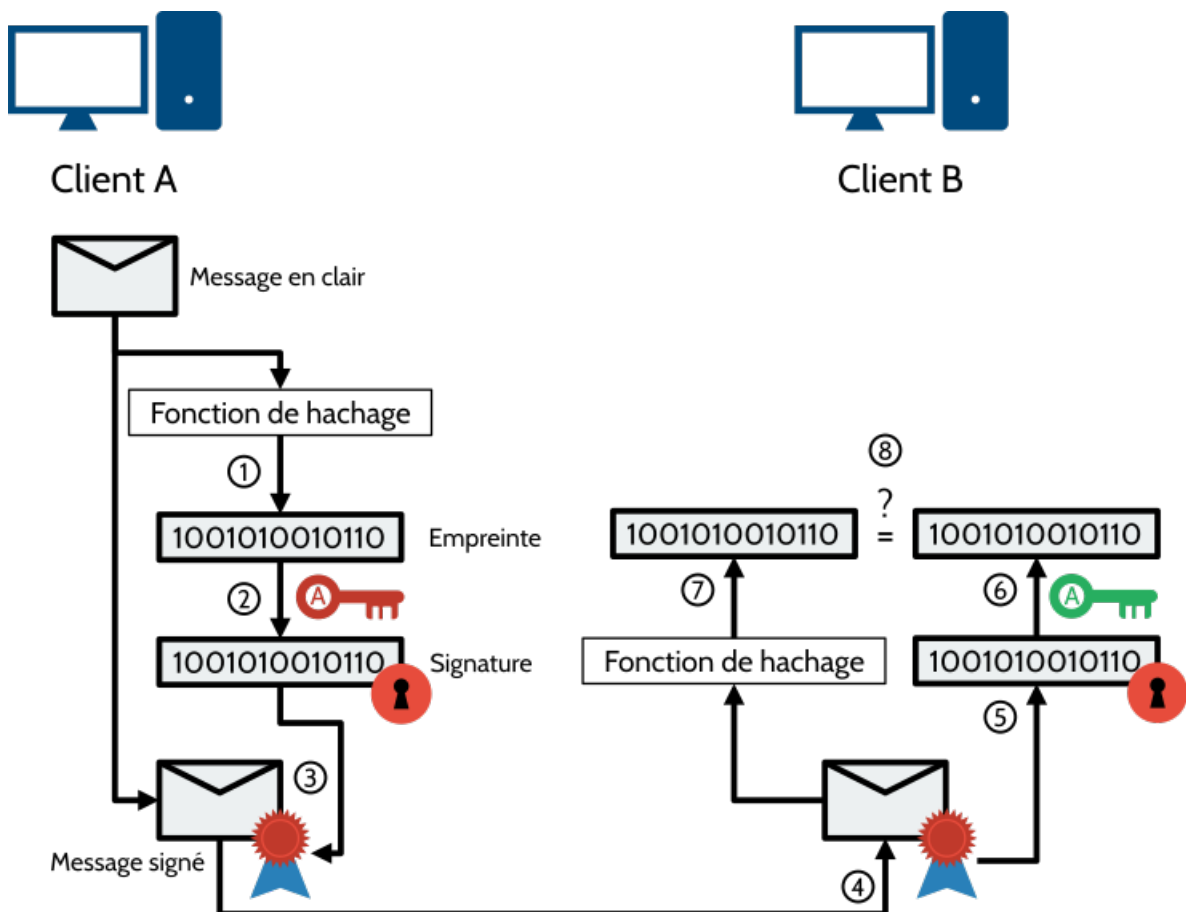 Client A
Client B
Message en clair
Fonction de hachage
1
8
?
=
1001010010110
Empreinte
1001010010110
1001010010110
2
A
7
6
A
1001010010110
Signature
Fonction de hachage
1001010010110
5
3
Message signé
4